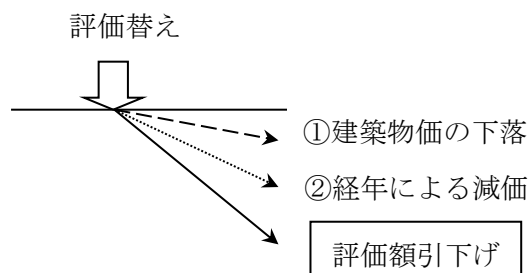 評価替え
①建築物価の下落
②経年による減価
評価額引下げ